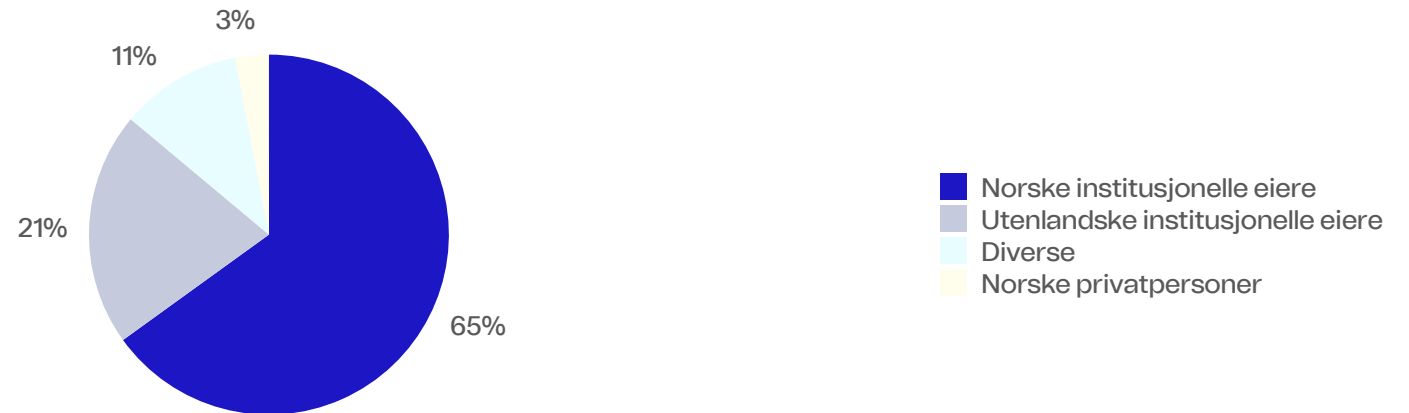 3%
11%
21%
65%
Norske institusjonelle eiere
Utenlandske institusjonelle eiere
Diverse
Norske privatpersoner